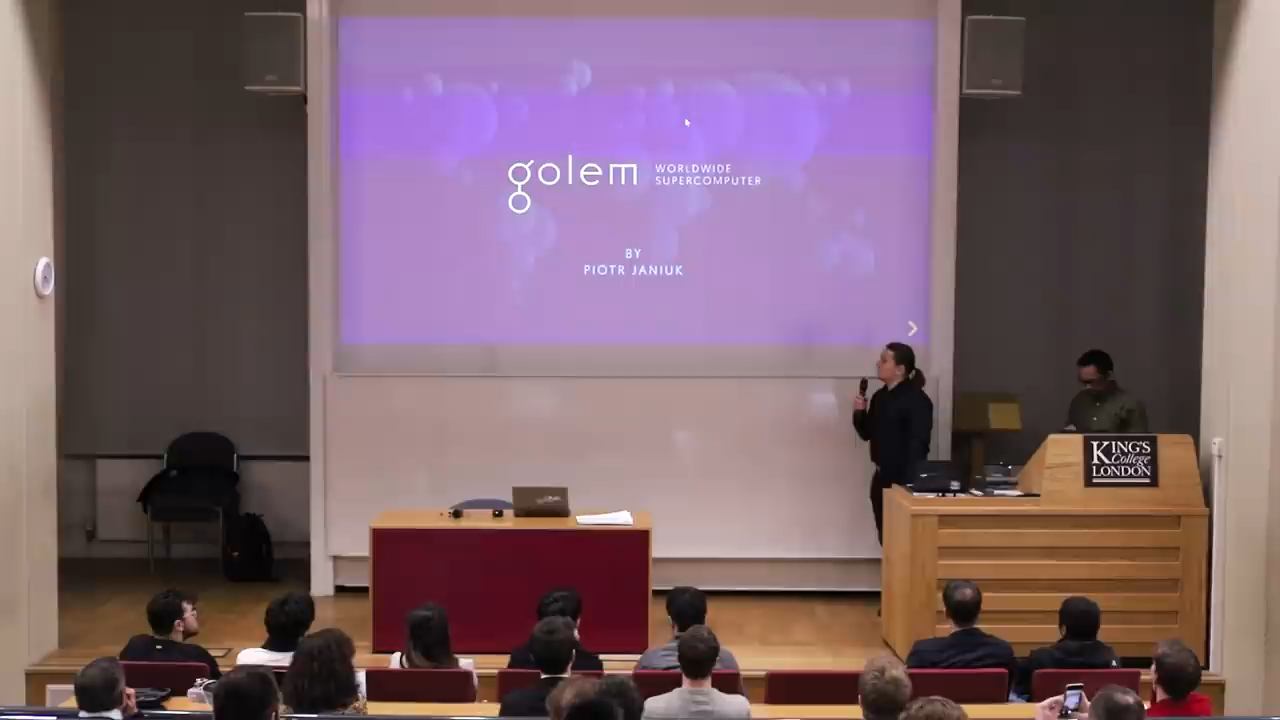 golem
WORLDWIDE
SUPERCOMPUTER
BY
PIOTR JANIUK
KING'S
College
LONDON